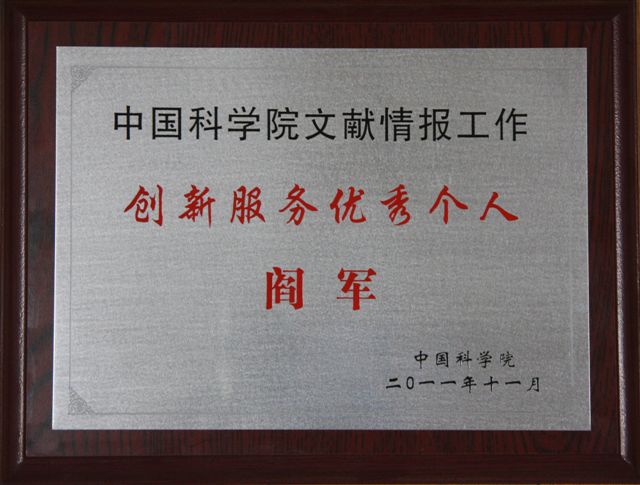 中国科学院文献情报工作
创新服务优秀个人
阎军
中国科学院
二〇一一年十一月